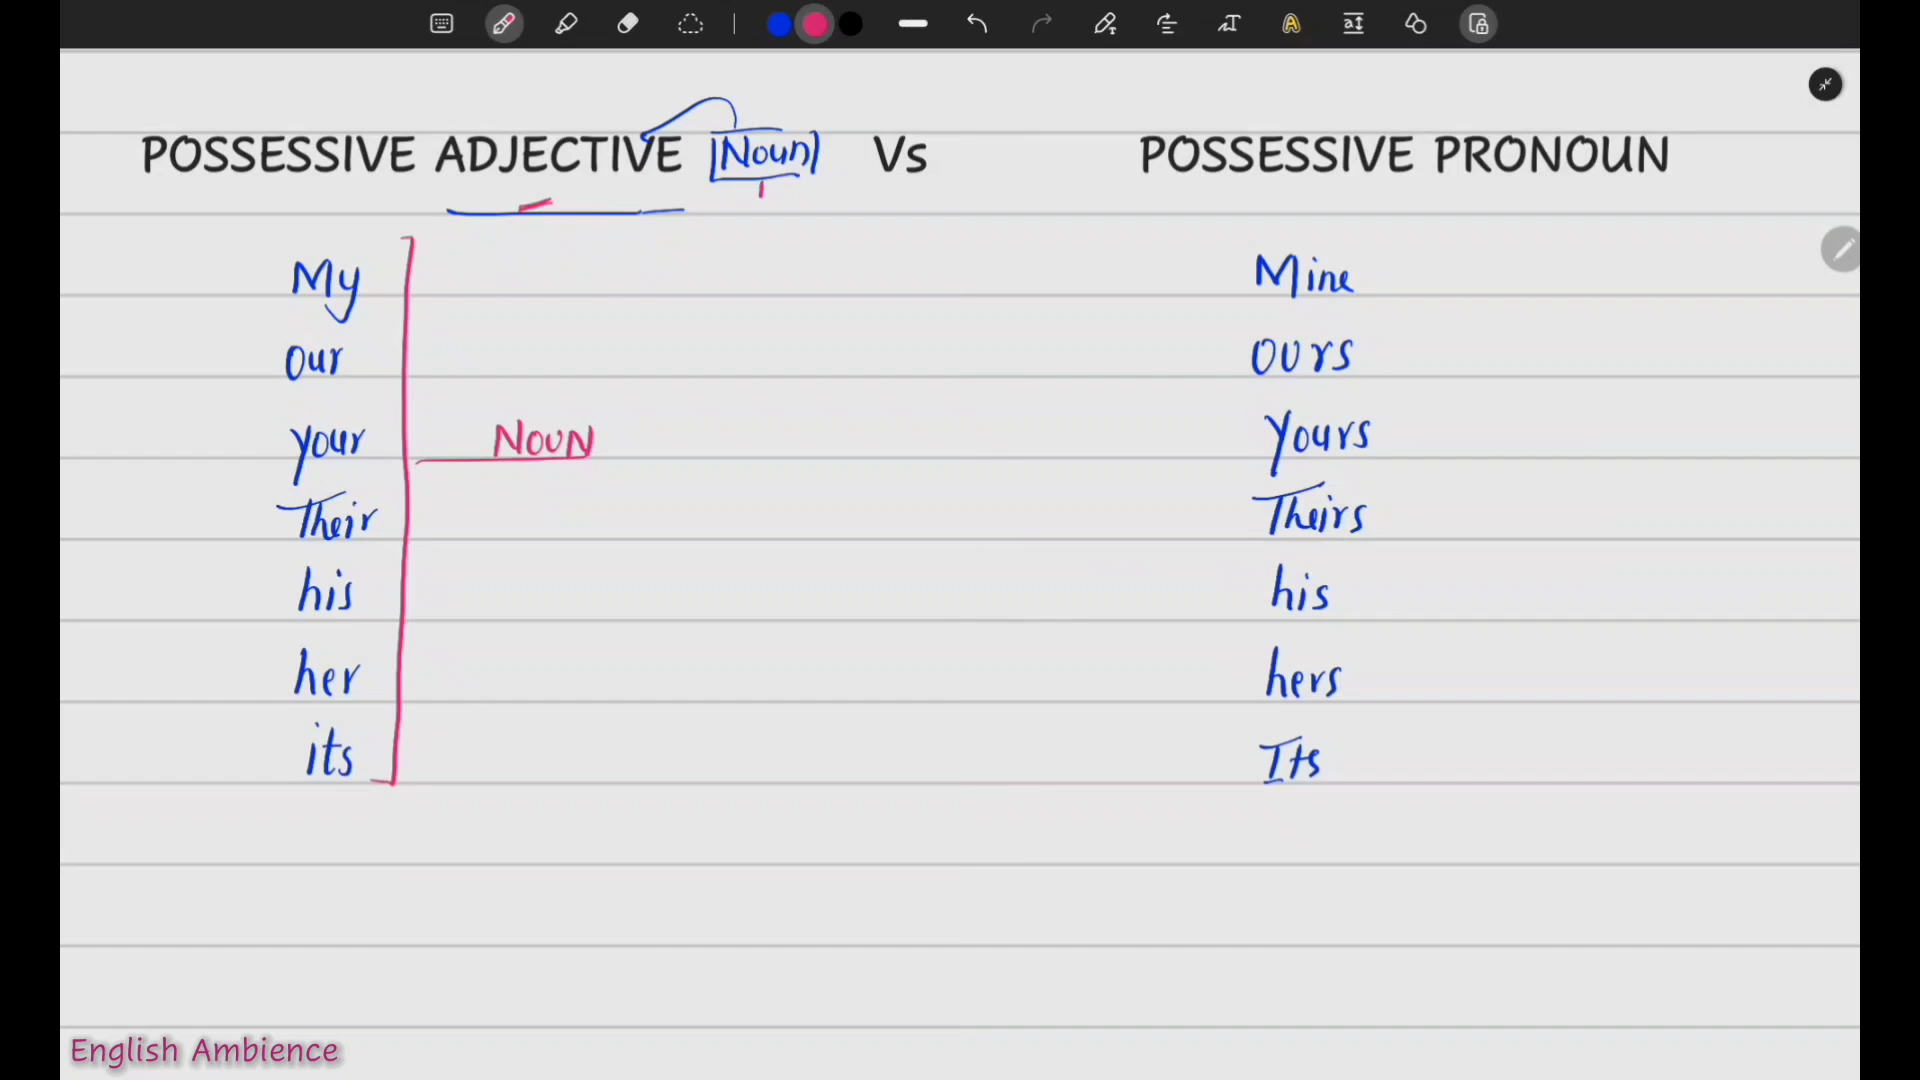 POSSESSIVE ADJECTIVE Noun Vs POSSESSIVE PRONOUN
My Mine
our ours
your NOUN Yours
Their Theirs
his his
her hers
its Its
English Ambience